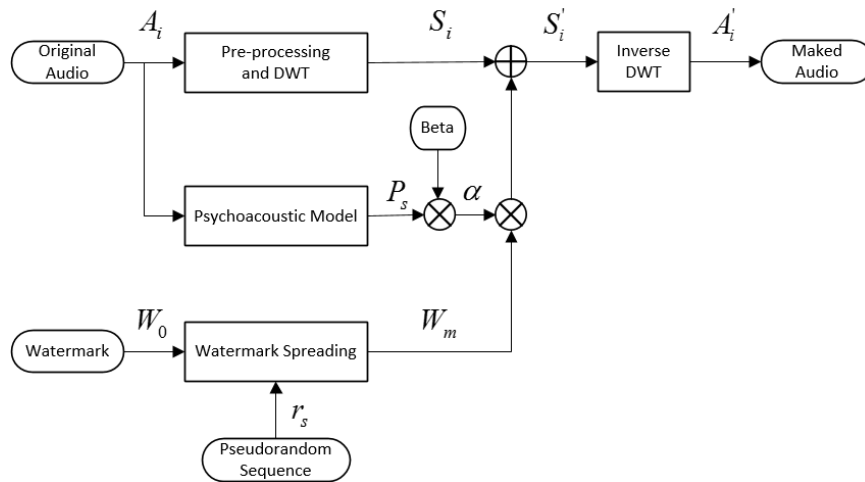 A_i
S_i
S_i'
A_i'
Original
Audio
Pre-processing
and DWT
Inverse
DWT
Maked
Audio
Beta
Psychoacoustic Model
P_s
α
W_0
W_m
Watermark
Watermark Spreading
r_s
Pseudorandom
Sequence